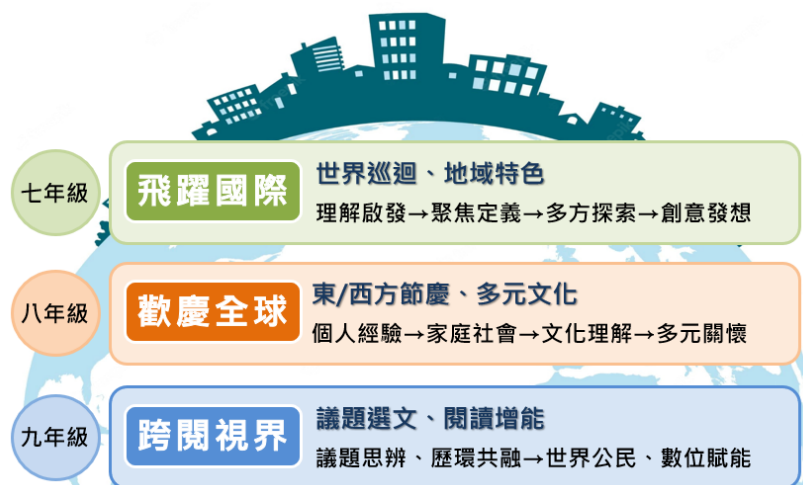 七年級
飛躍國際
世界巡迴、地域特色
理解啟發→聚焦定義→多方探索→創意發想
八年級
歡慶全球
東/西方節慶、多元文化
個人經驗→家庭社會→文化理解→多元關懷
九年級
跨閱視界
議題選文、閱讀增能
議題思辨、歷環共融→世界公民、數位賦能